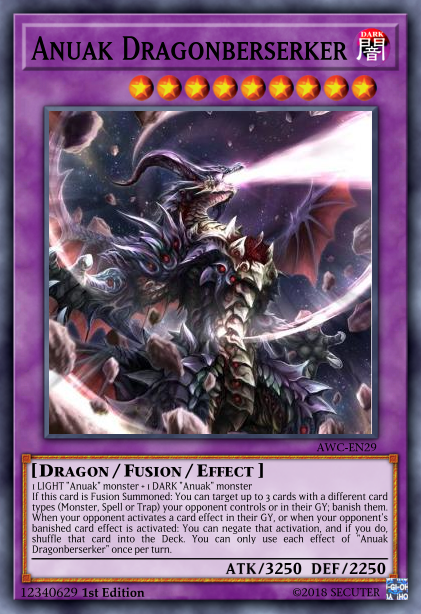 Anuak Dragonberserker
DARK
闇
AWC-EN29
[Dragon / Fusion / Effect ]
1 LIGHT "Anuak" monster + 1 DARK "Anuak" monster
If this card is Fusion Summoned: You can target up to 3 cards with a different card
types (Monster, Spell or Trap) your opponent controls or in their GY; banish them.
When your opponent activates a card effect in their GY, or when your opponent's
banished card effect is activated: You can negate that activation, and if you do,
shuffle that card into the Deck. You can only use each effect of "Anuak
Dragonberserker" once per turn.
ATK/3250 DEF/2250
12340629 1st Edition ©2018 SECUTER